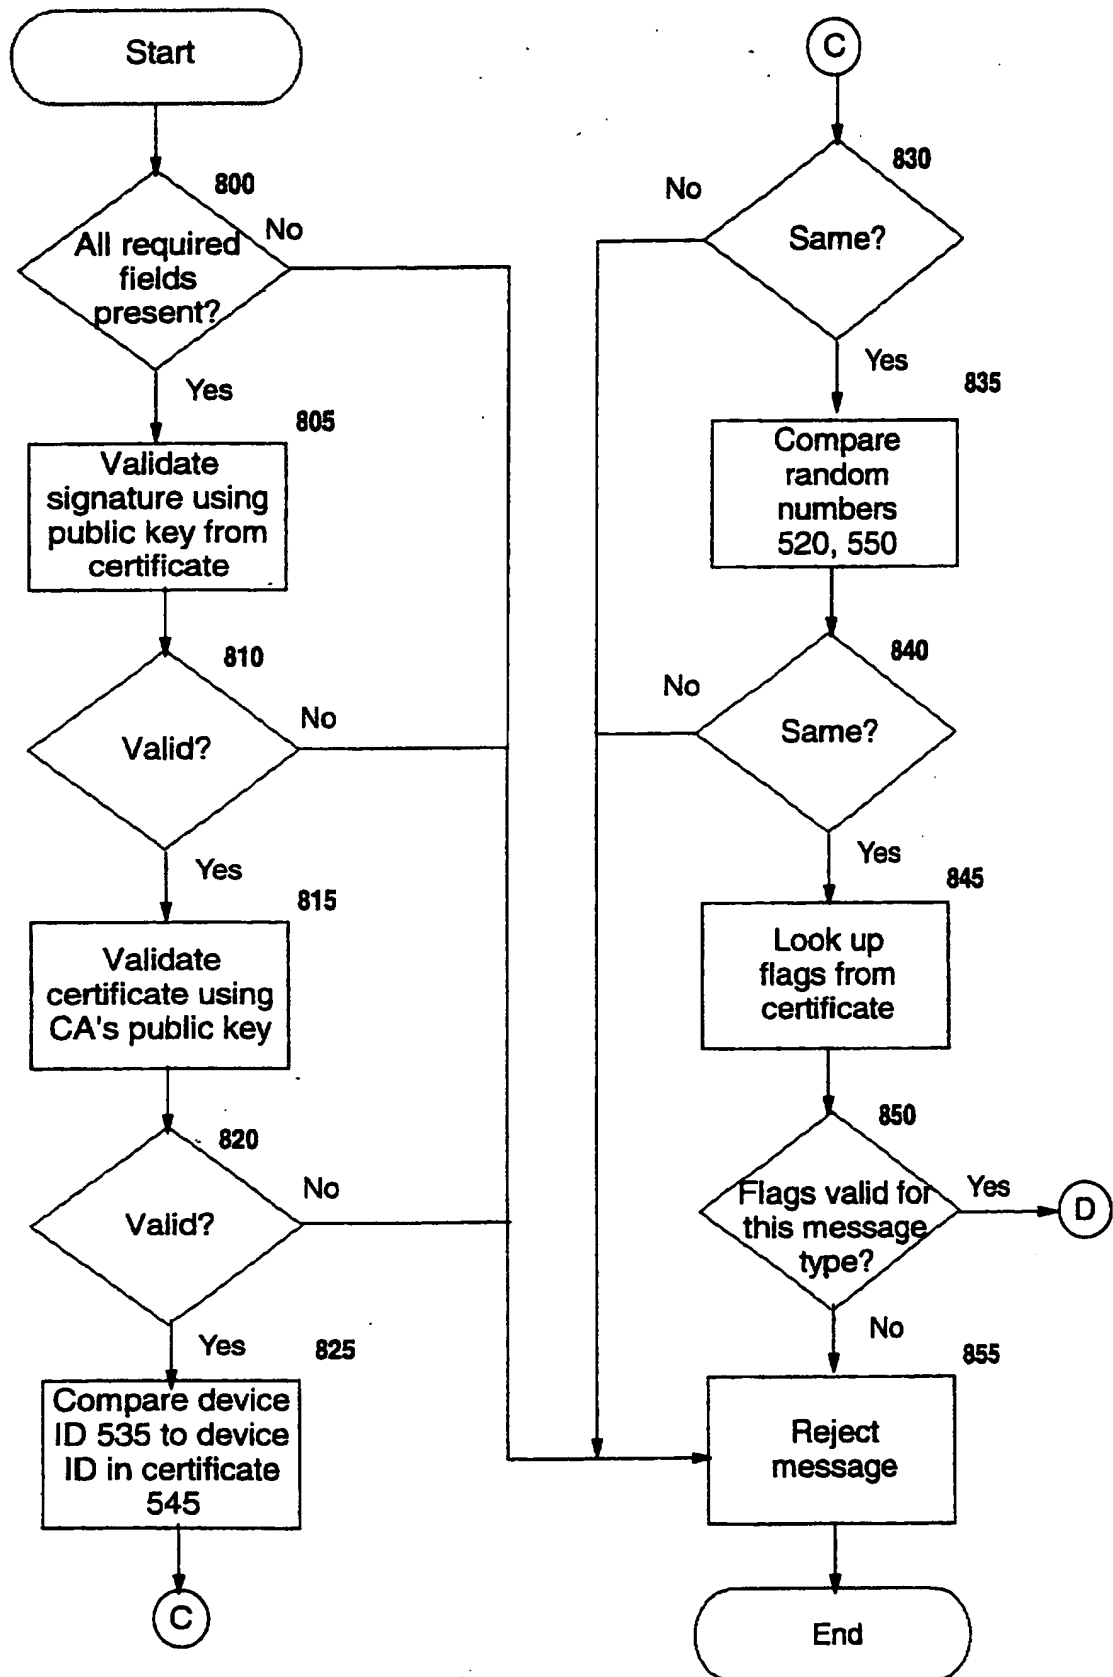 Start
800
All required
fields
present?
No
Yes
805
Validate
signature using
public key from
certificate
810
Valid?
No
Yes
815
Validate
certificate using
CA's public key
820
Valid?
No
Yes
825
Compare device
ID 535 to device
ID in certificate
545
C
C
830
No
Same?
Yes
835
Compare
random
numbers
520, 550
840
No
Same?
Yes
845
Look up
flags from
certificate
850
Flags valid for
this message
type?
Yes
D
No
855
Reject
message
End